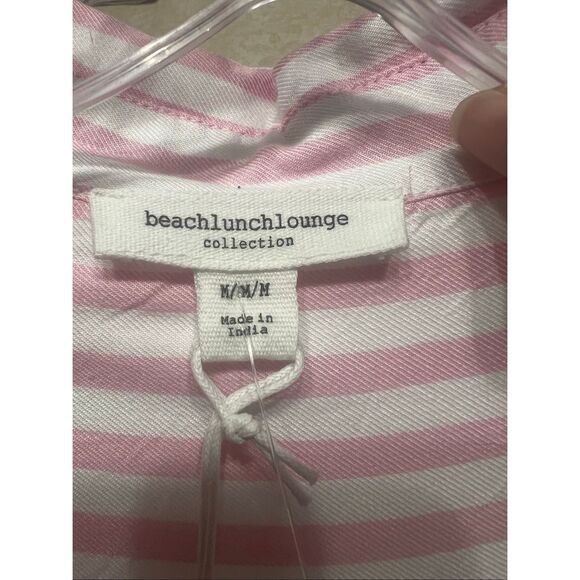 beachlunchlounge
collection
M/M/M
Made in
India